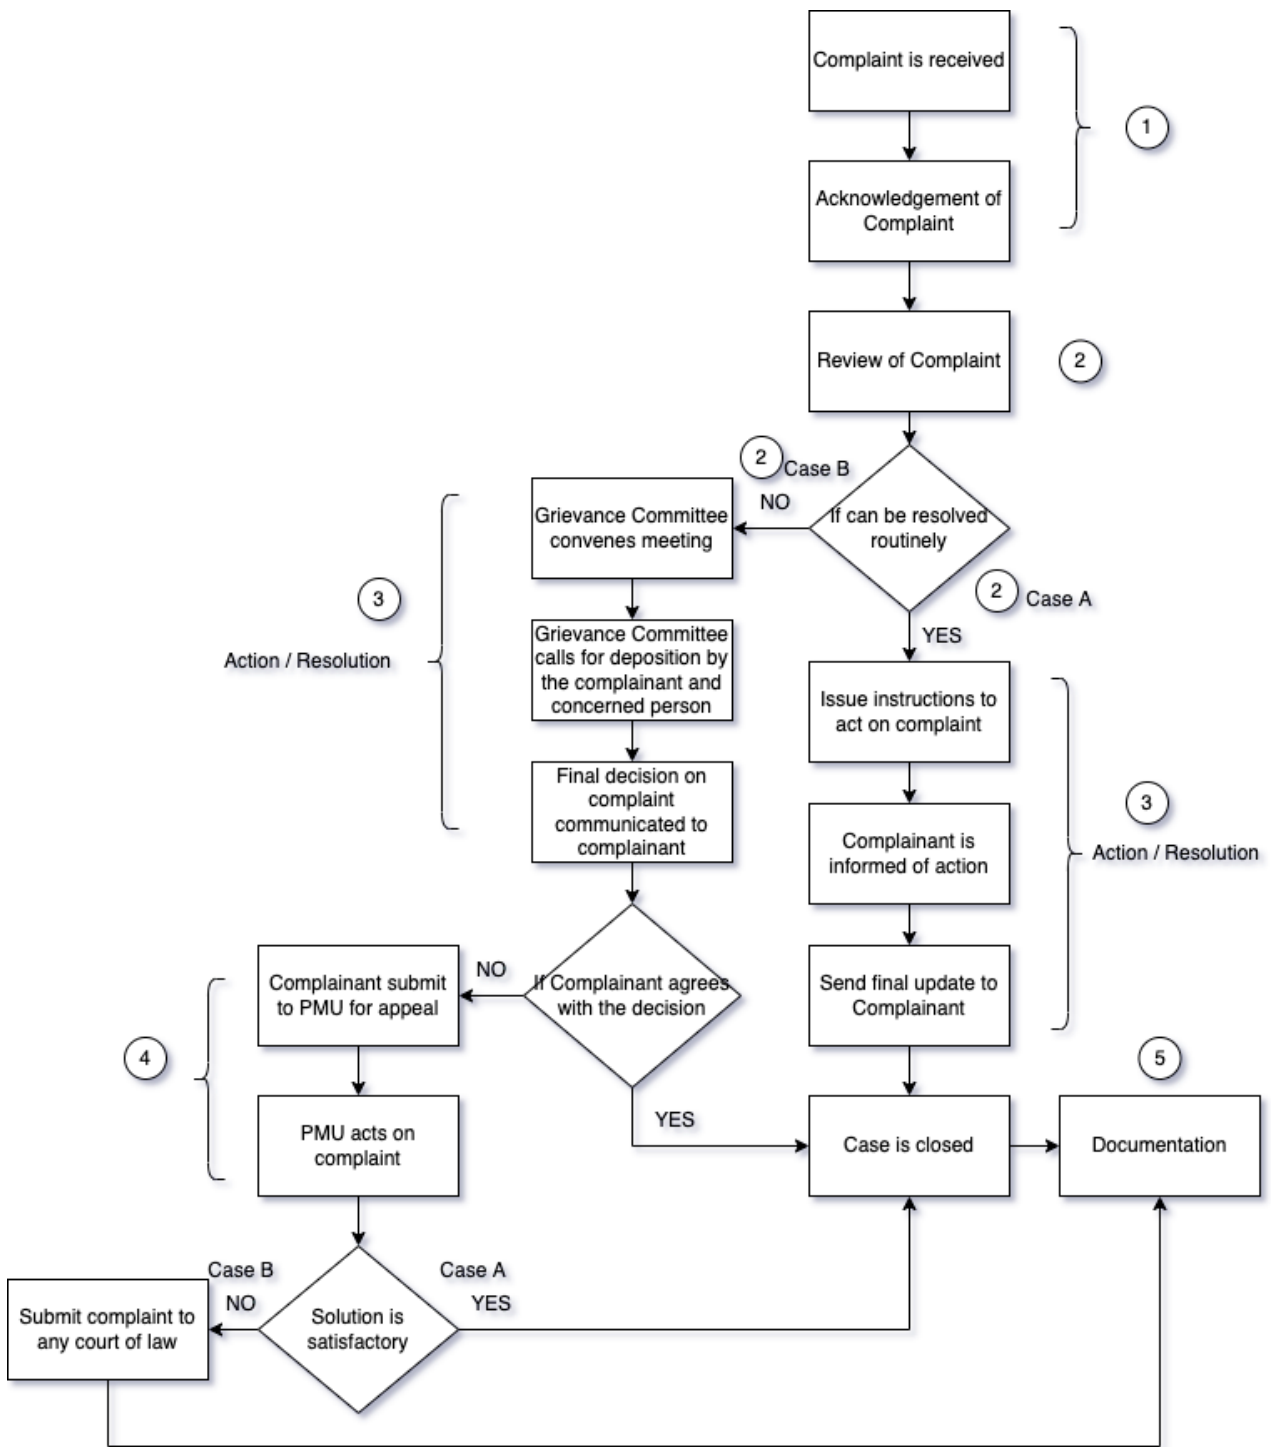 Complaint is received
1
Acknowledgement of
Complaint
Review of Complaint
2
2
Case B
NO
If can be resolved
routinely
2
Case A
YES
Grievance Committee
convenes meeting
3
Action / Resolution
Grievance Committee
calls for deposition by
the complainant and
concerned person
Final decision on
complaint
communicated to
complainant
Issue instructions to
act on complaint
Complainant is
informed of action
3
Action / Resolution
Send final update to
Complainant
If Complainant agrees
with the decision
NO
YES
Complainant submit
to PMU for appeal
4
PMU acts on
complaint
Case is closed
5
Documentation
Solution is
satisfactory
Case B
NO
Case A
YES
Submit complaint to
any court of law